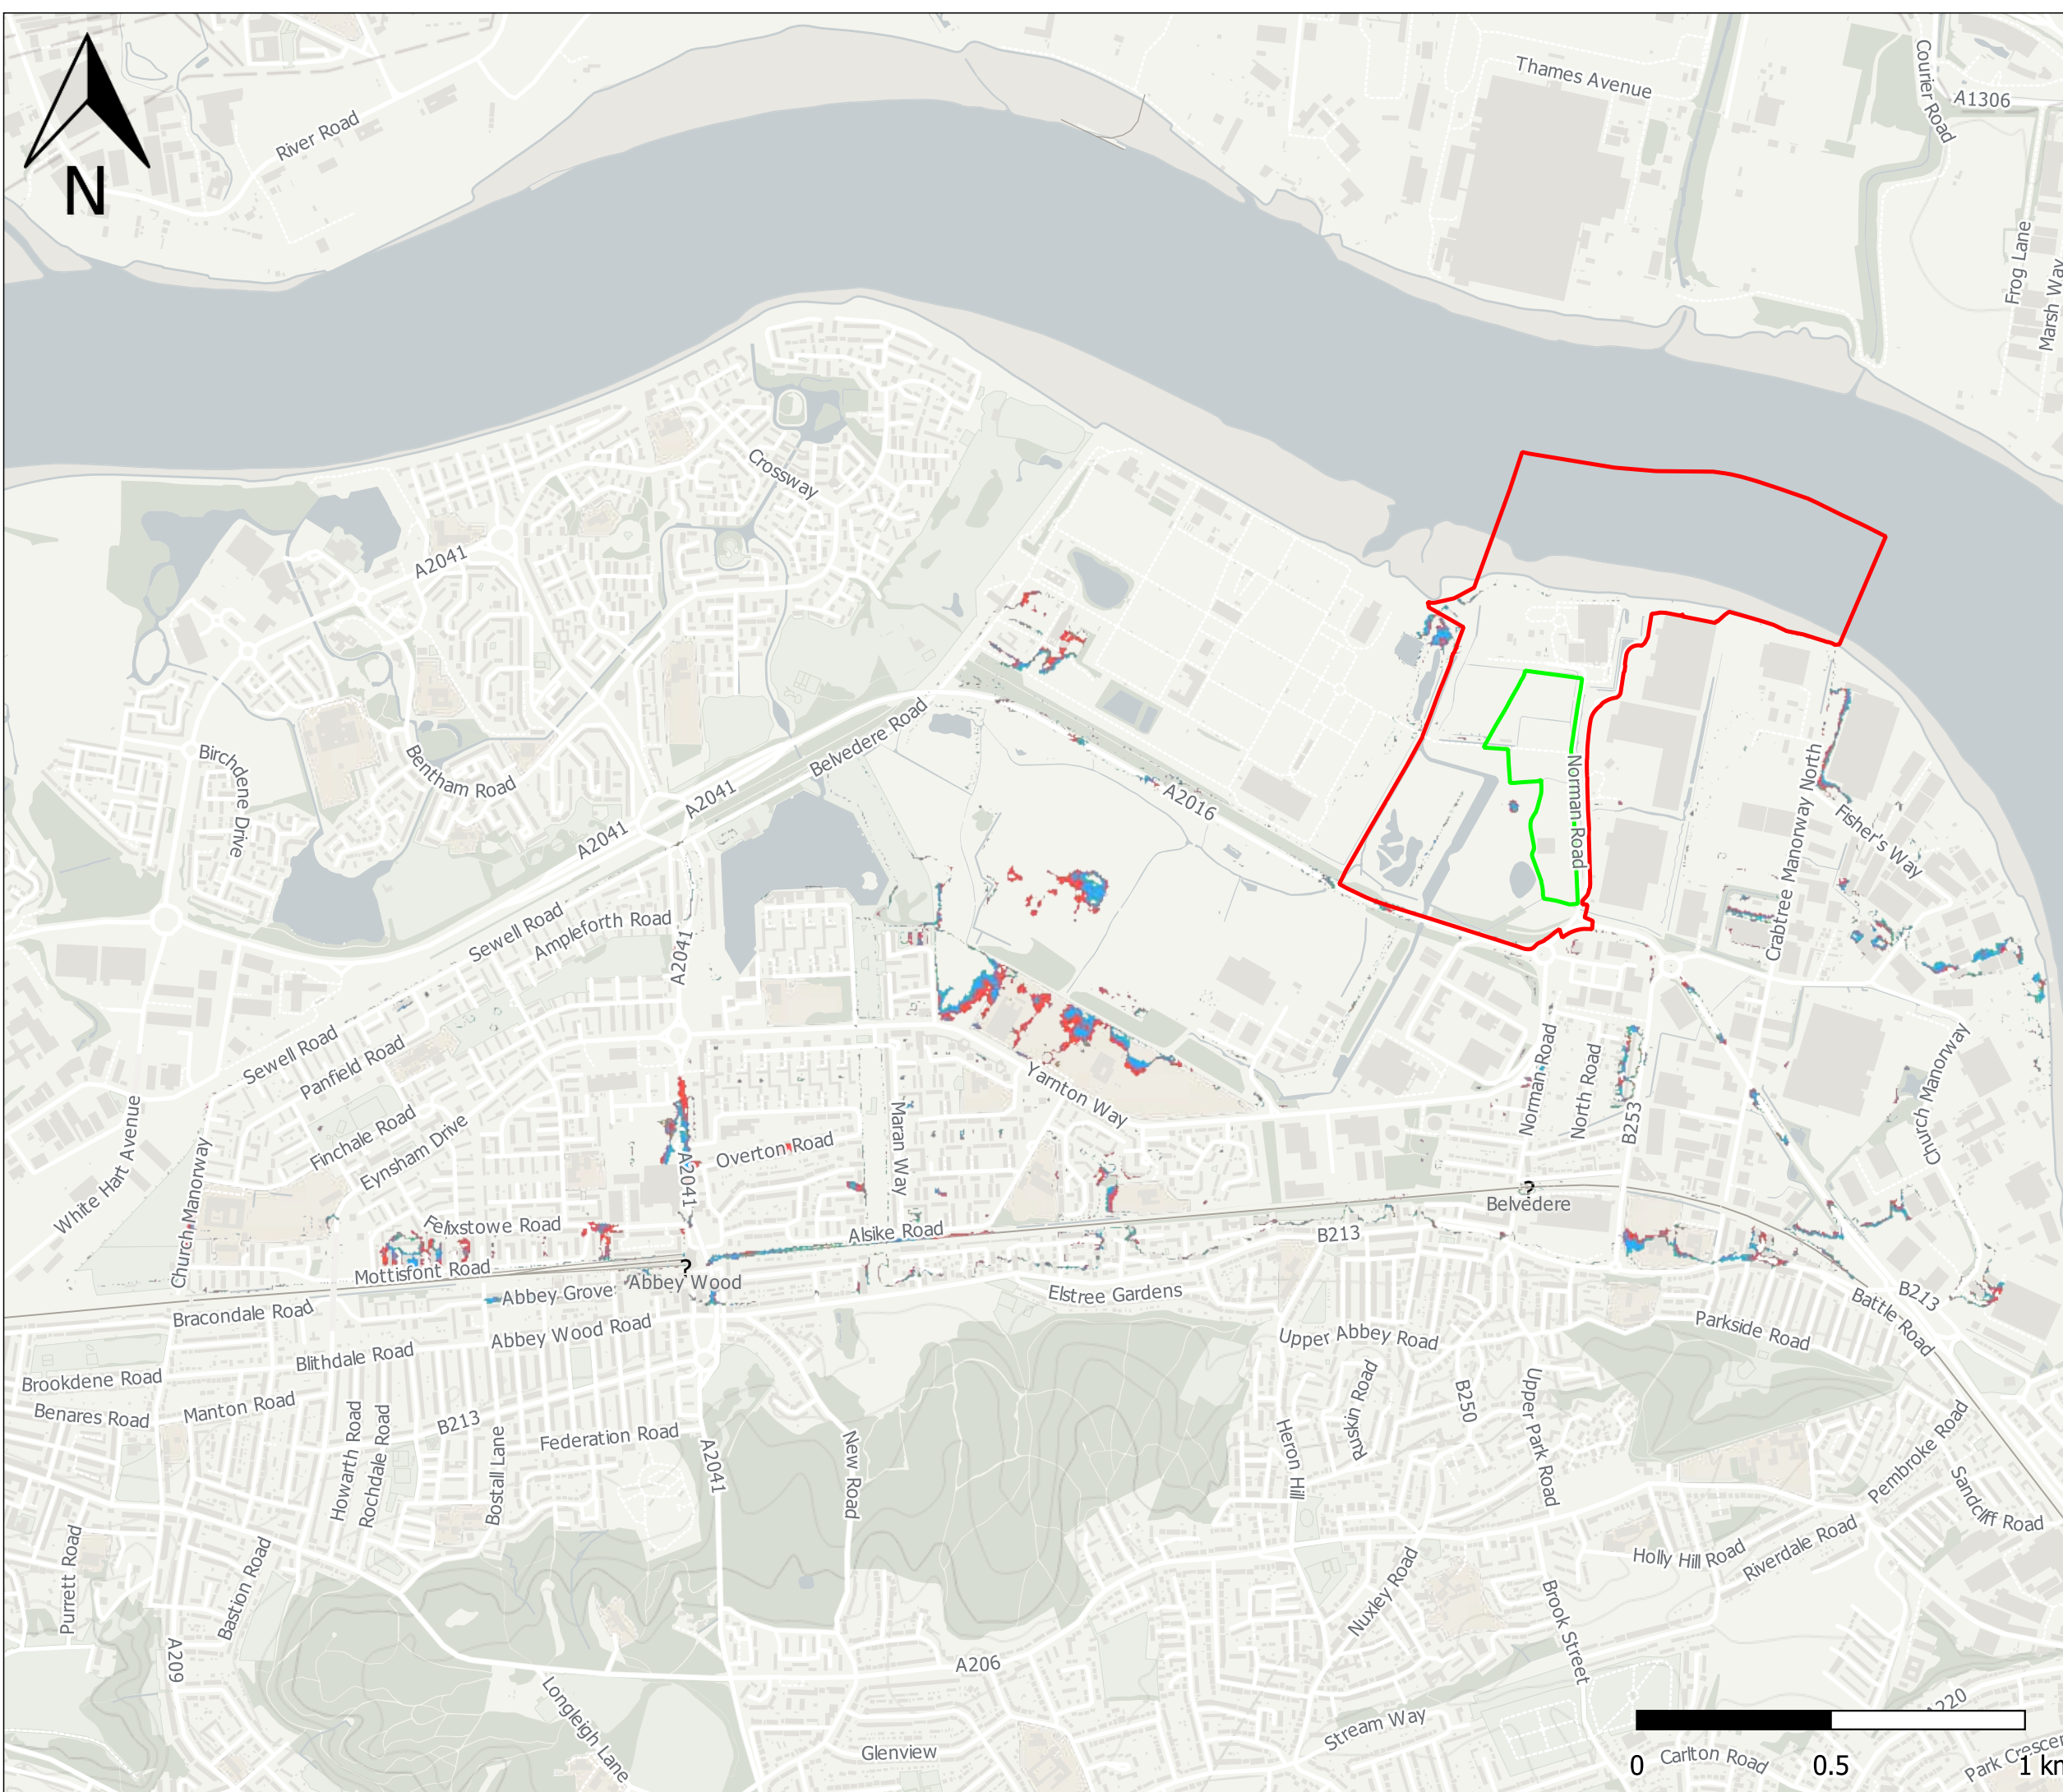 Thames Avenue
Courier Road
A1306
River Road
N
Frog Lane
Marsh Way
Crossway
A2041
Birchdene Drive
Bentham Road
Belvedere Road
A2041
A2041
A2016
Norman Road
Crabtree Manorway North
Fisher's Way
Sewell Road
Ampleforth Road
A2041
Sewell Road
Panfield Road
Finchale Road
Eynsham Drive
White Hart Avenue
Church Manorway
Yarnton Way
Maran Way
Overton Road
A2041
Norman Road
North Road
B253
Church Manorway
?
Belvedere
Felixstowe Road
Alsike Road
B213
Mottisfont Road
?
Abbey Wood
Abbey Grove
Elstree Gardens
B213
Battle Road
Bracondale Road
Abbey Wood Road
Upper Abbey Road
Parkside Road
Blithdale Road
Brookdene Road
Benares Road
Manton Road
Howarth Road
Rochdale Road
B213
Bostall Lane
Federation Road
A2041
New Road
Heron Hill
Ruskin Road
B250
Upper Park Road
Pembroke Road
Sandcliff Road
Purrett Road
Bastion Road
Nuxley Road
Holly Hill Road
Riverdale Road
Brook Street
A209
A206
Longleigh Lane
Stream Way
Glenview
A220
Carlton Road
Park Crescen
0 0.5 1 km